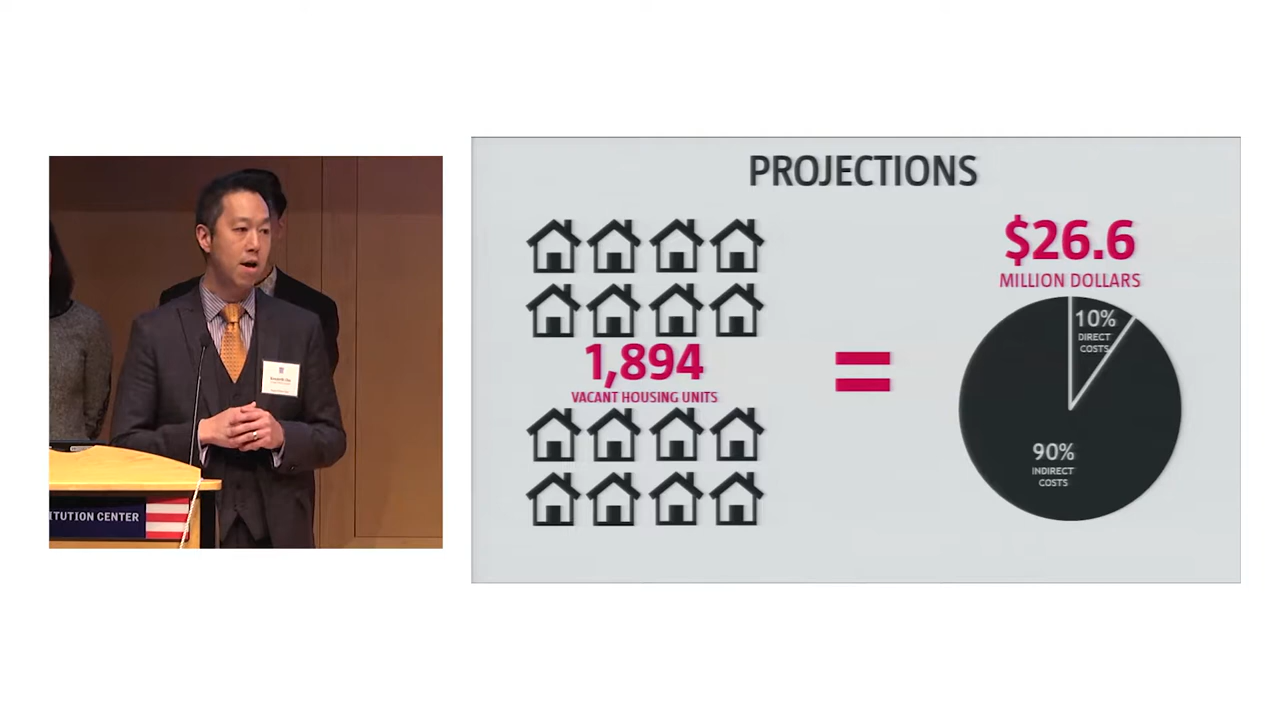 ITUTION CENTER
PROJECTIONS
1,894
VACANT HOUSING UNITS
=
$26.6
MILLION DOLLARS
10%
DIRECT
COSTS
90%
INDIRECT
COSTS